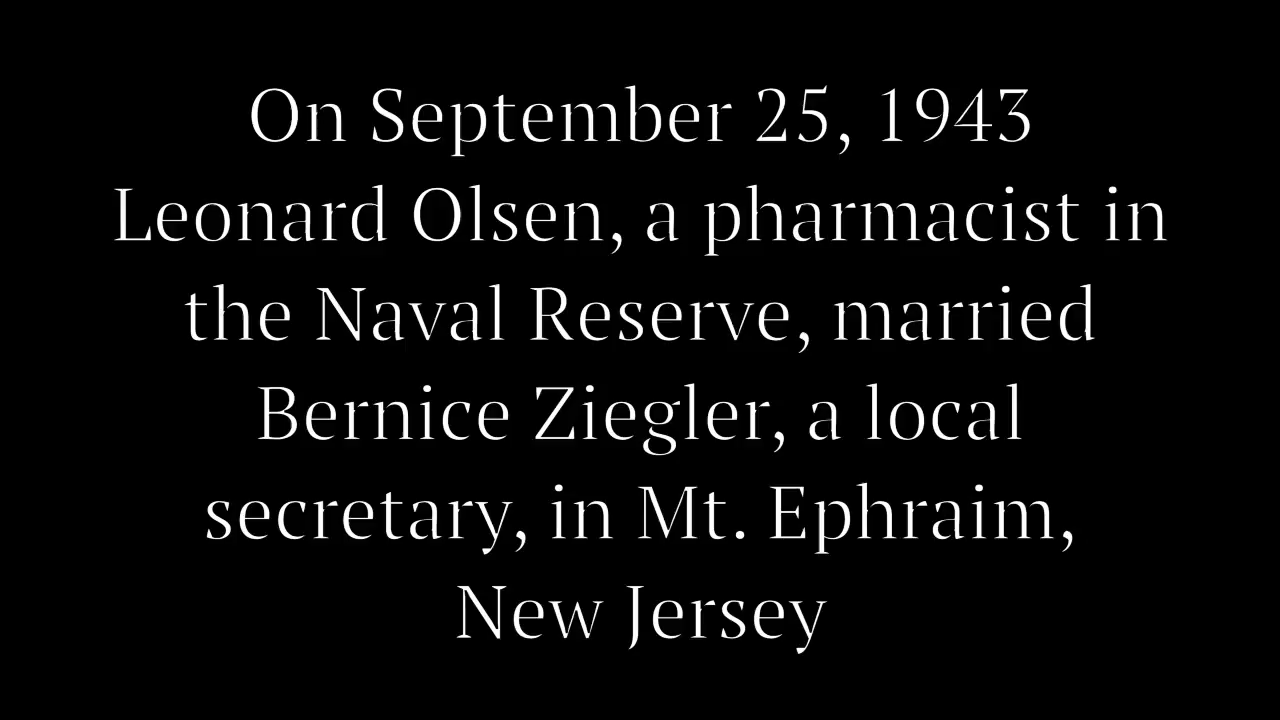 On September 25, 1943
Leonard Olsen, a pharmacist in
the Naval Reserve, married
Bernice Ziegler, a local
secretary, in Mt. Ephraim,
New Jersey